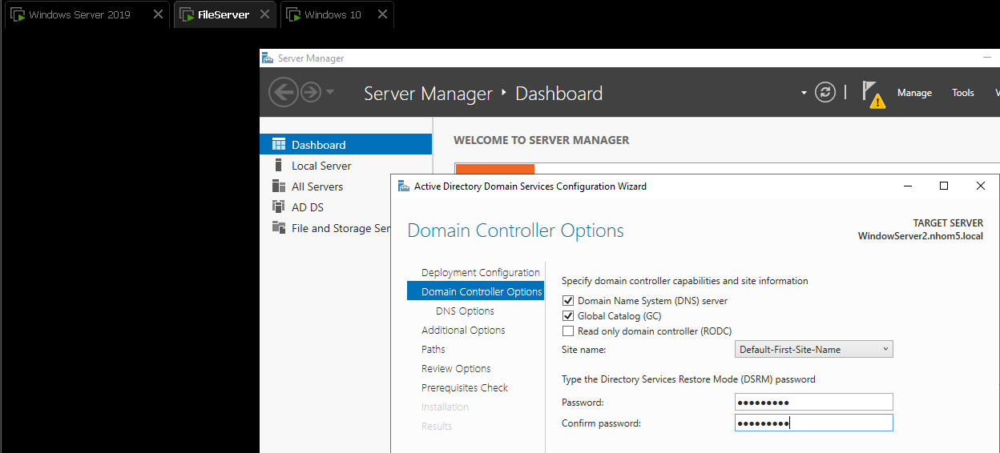 Windows Server 2019
FileServer
Windows 10
Server Manager
Server Manager ‣ Dashboard
Manage
Tools
V
Dashboard
Local Server
All Servers
AD DS
File and Storage Ser
WELCOME TO SERVER MANAGER
Active Directory Domain Services Configuration Wizard
Domain Controller Options
TARGET SERVER
WindowServer2.nhom5.local
Deployment Configuration
Domain Controller Options
DNS Options
Additional Options
Paths
Review Options
Prerequisites Check
Installation
Results
Specify domain controller capabilities and site information
Domain Name System (DNS) server
Global Catalog (GC)
Read only domain controller (RODC)
Site name:
Default-First-Site-Name
Type the Directory Services Restore Mode (DSRM) password
Password:
●●●●●●●●●
Confirm password:
●●●●●●●●●